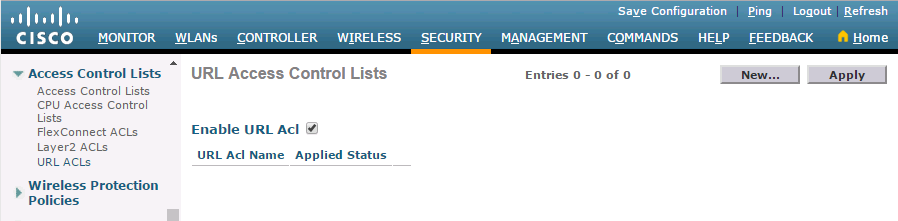 Save Configuration | Ping | Logout | Refresh
CISCO MONITOR WLANs CONTROLLER WIRELESS SECURITY MANAGEMENT COMMANDS HELP FEEDBACK Home
Access Control Lists
Access Control Lists
CPU Access Control
Lists
FlexConnect ACLs
Layer2 ACLs
URL ACLs
Wireless Protection
Policies
URL Access Control Lists Entries 0 - 0 of 0 New... Apply
Enable URL Acl
URL Acl Name Applied Status